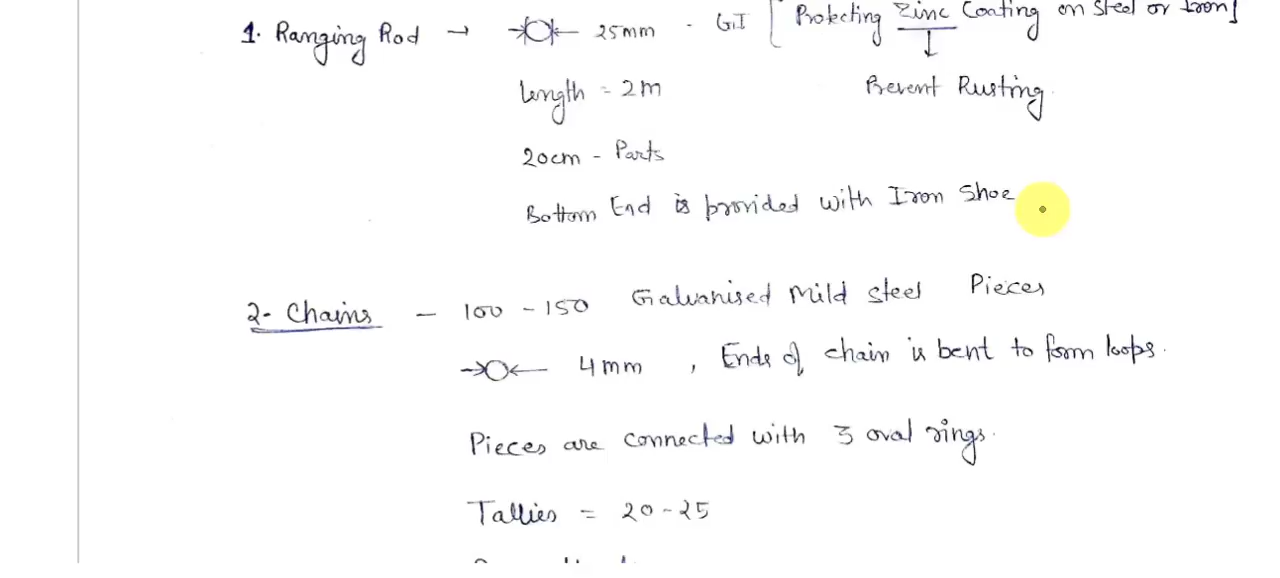 1. Ranging Rod → →O← 25mm - GI [Protecting Zinc Coating on Steel or Iron]
↓
length = 2m Prevent Rusting
20cm - Parts
Bottom End is provided with Iron Shoe
2- Chains - 100 - 150 Galvanised Mild steel Pieces
→O← 4mm, Ends of chain is bent to form loops.
Pieces are connected with 3 oval rings.
Tallies = 20-25